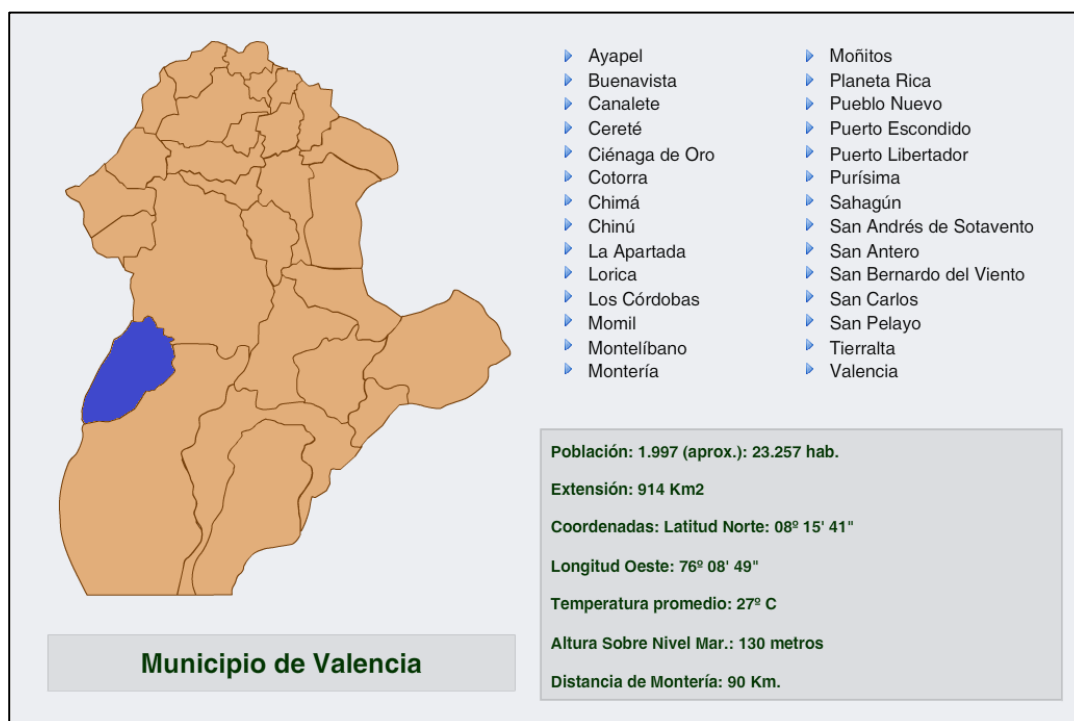 Ayapel
Buenavista
Canalete
Cereté
Ciénaga de Oro
Cotorra
Chimá
Chinú
La Apartada
Lorica
Los Córdobas
Momil
Montelíbano
Montería
Moñitos
Planeta Rica
Pueblo Nuevo
Puerto Escondido
Puerto Libertador
Purísima
Sahagún
San Andrés de Sotavento
San Antero
San Bernardo del Viento
San Carlos
San Pelayo
Tierralta
Valencia
Población: 1.997 (aprox.): 23.257 hab.
Extensión: 914 Km2
Coordenadas: Latitud Norte: 08º 15' 41"
Longitud Oeste: 76º 08' 49"
Temperatura promedio: 27º C
Altura Sobre Nivel Mar.: 130 metros
Distancia de Montería: 90 Km.
Municipio de Valencia